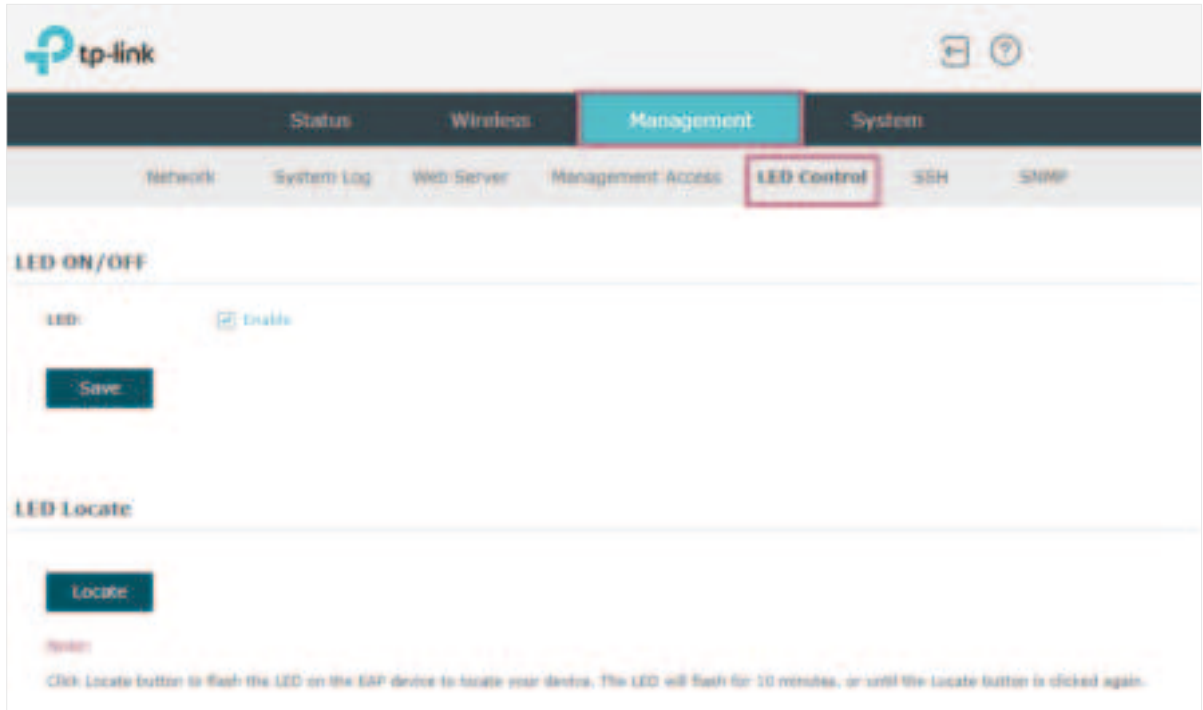 tp-link
Status Wireless Management System
Network System Log Web Server Management Access LED Control SSH SNMP
LED ON/OFF
LED: Enable
Save
LED Locate
Locate
Note:
Click Locate button to flash the LED on the EAP device to locate your device. The LED will flash for 10 minutes, or until the Locate button is clicked again.